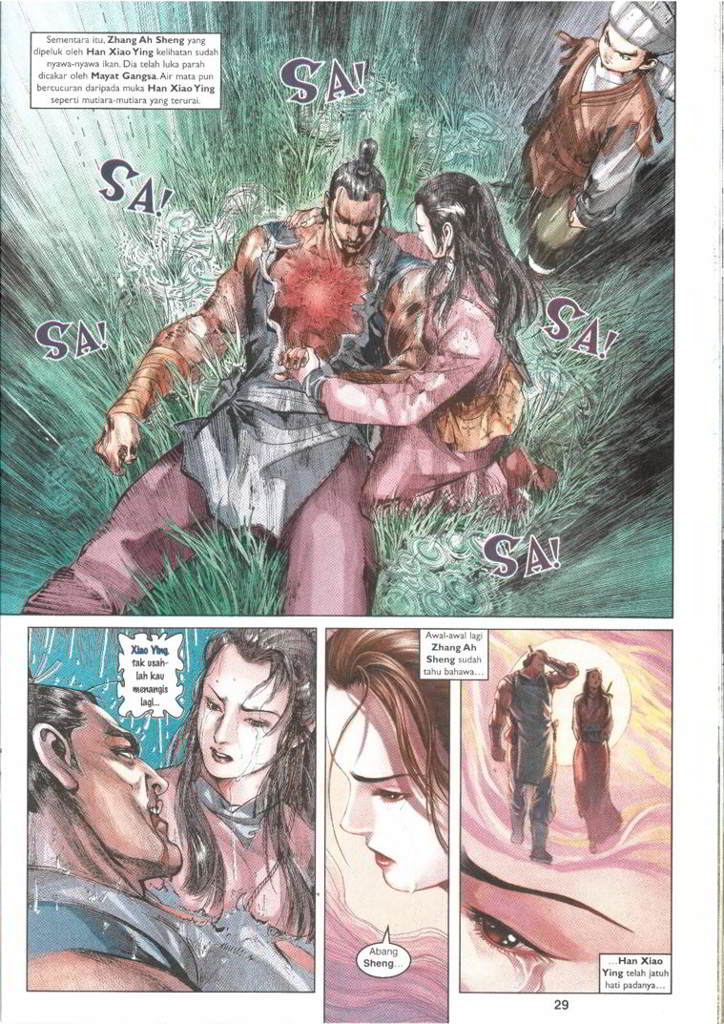 Sementara itu, Zhang Ah Sheng yang
dipeluk oleh Han Xiao Ying kelihatan sudah
nyawa-nyawa ikan. Dia telah luka parah
dicakar oleh Mayat Gangsa. Air mata pun
bercucuran daripada muka Han Xiao Ying
seperti mutiara-mutiara yang terurai.
SA!
SA!
SA!
SA!
SA!
Xiao Ying,
tak usah-
lah kau
menangis
lagi...
Abang
Sheng...
Awal-awal lagi
Zhang Ah
Sheng sudah
tahu bahawa...
...Han Xiao
Ying telah jatuh
hati padanya...
29